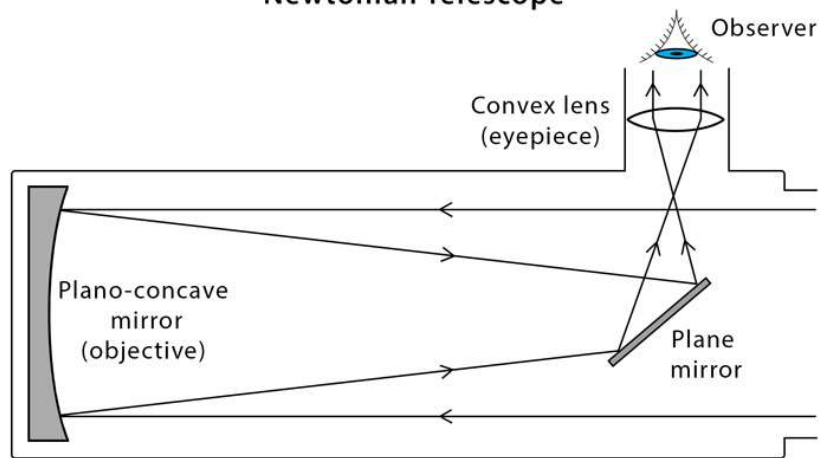 Newtonian Telescope
Observer
Convex lens
(eyepiece)
Plano-concave
mirror
(objective)
Plane
mirror